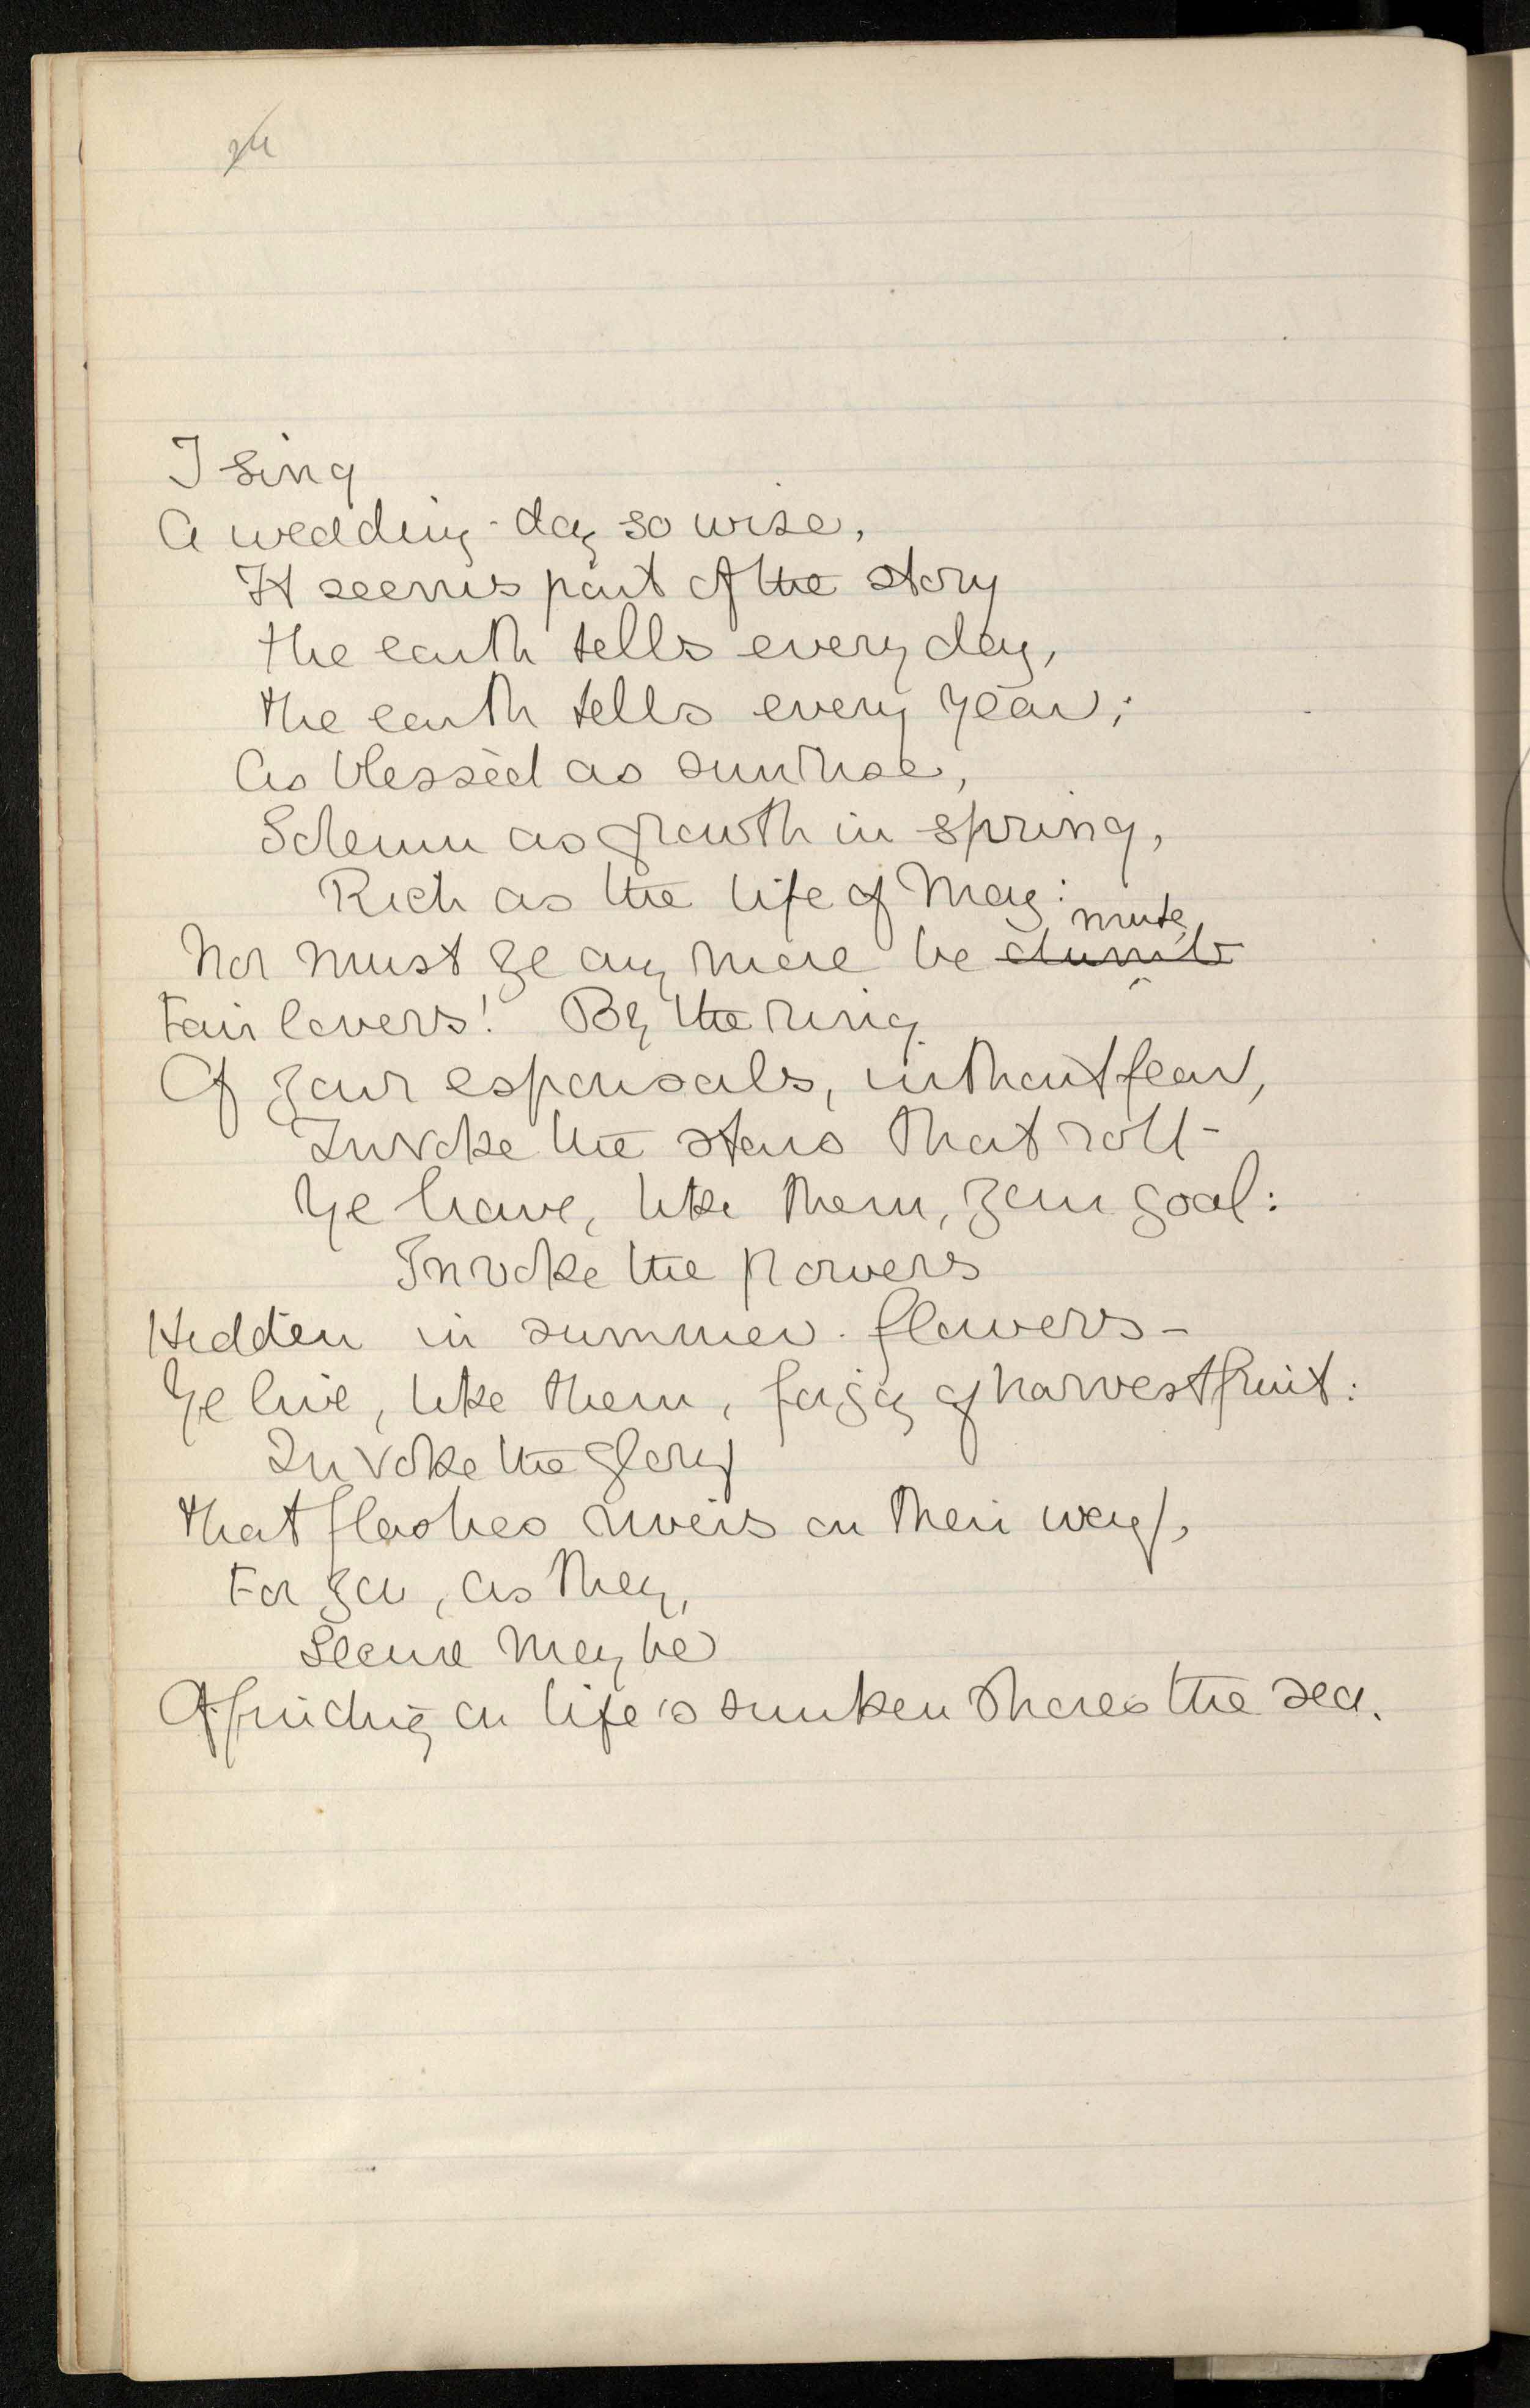 I sing
A wedding-day so wise,
It seems part of the story
the earth tells every day,
the earth tells every year;
As blessèd as sunrise,
Solemn as growth in spring,
Rich as the life of May:
mute,
Nor must ye any more be dumb
Fair lovers! By the ring
Of your espousals, without fear,
Invoke the stars that roll -
Ye have, like them, your goal:
Invoke the powers
Hidden in summer-flowers -
Ye live, like them, for joy of harvest fruit:
Invoke the glory
that flashes rivers on their way,
For you, as they,
Secure may be
Of finding on life's sunken shores the sea.